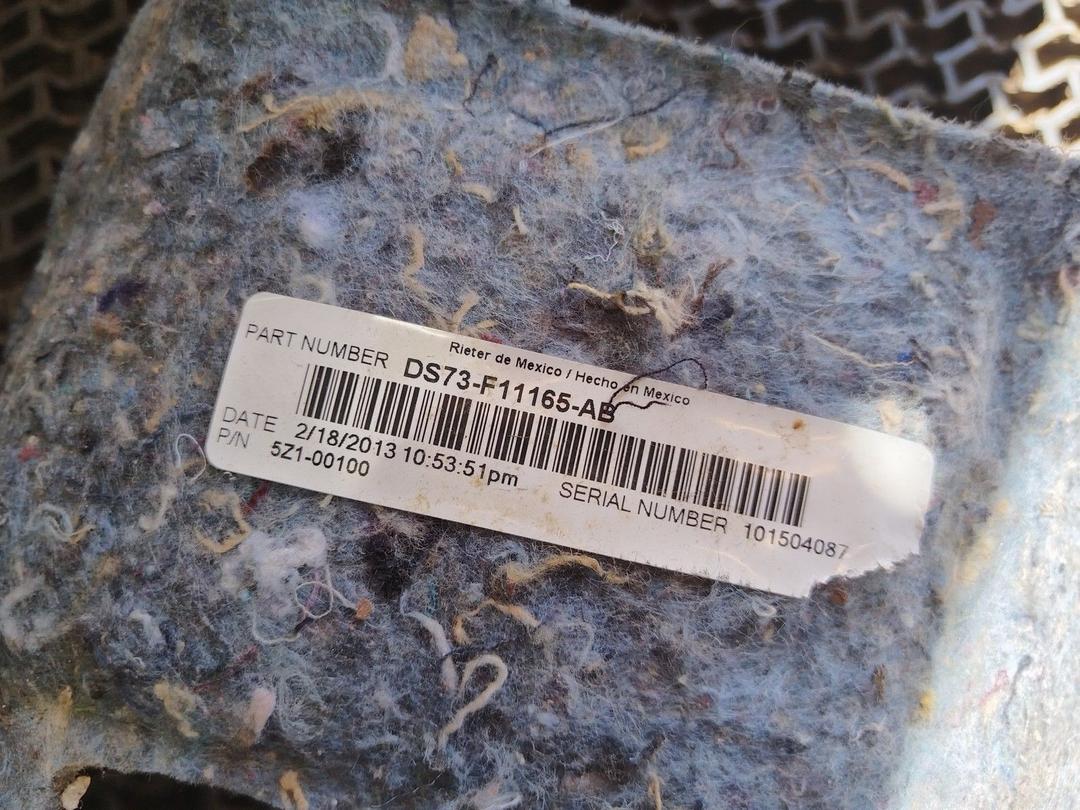 Rieter de Mexico / Hecho en Mexico
PART NUMBER DS73-F11165-AB
DATE 2/18/2013 10:53:51pm
P/N 5Z1-00100
SERIAL NUMBER 101504087